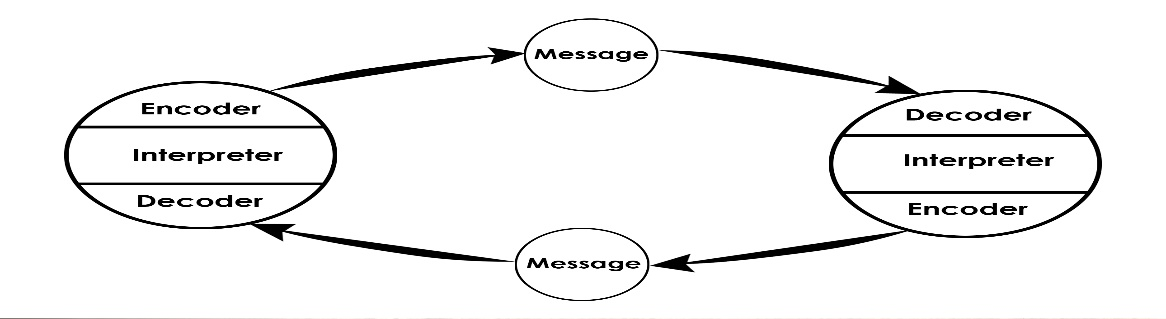 Message
Encoder
Interpreter
Decoder
Decoder
Interpreter
Encoder
Message